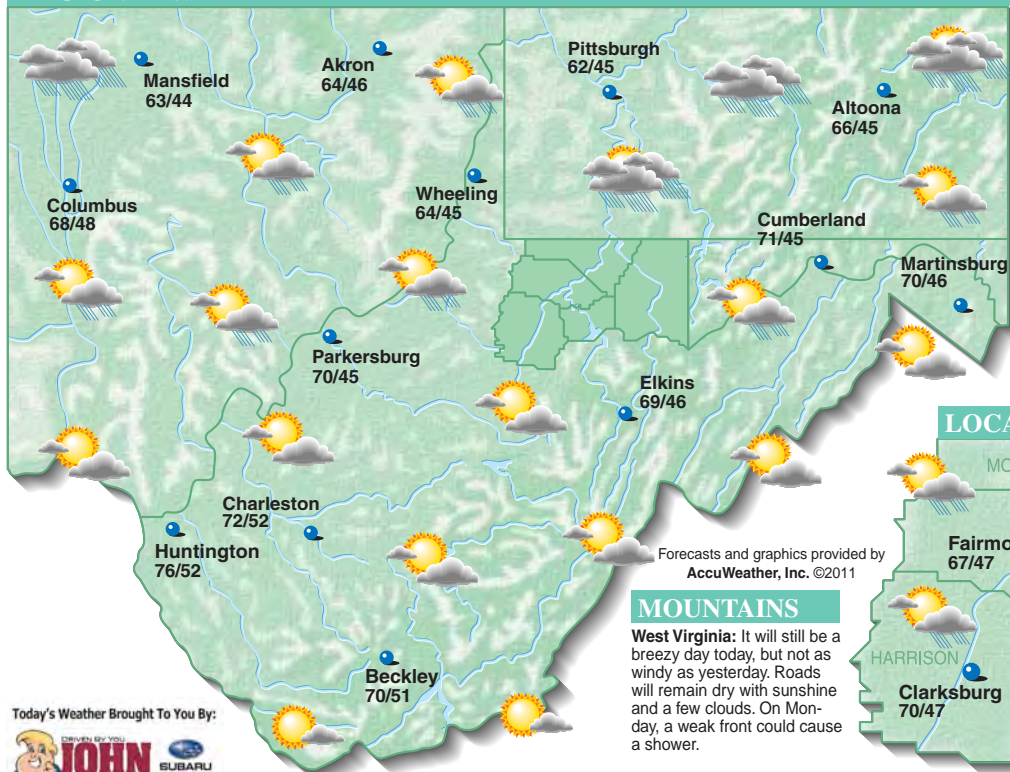 Mansfield
63/44
Akron
64/46
Pittsburgh
62/45
Altoona
66/45
Columbus
68/48
Wheeling
64/45
Cumberland
71/45
Martinsburg
70/46
Parkersburg
70/45
Elkins
69/46
Charleston
72/52
Huntington
76/52
Beckley
70/51
Forecasts and graphics provided by
AccuWeather, Inc. ©2011
MOUNTAINS
West Virginia: It will still be a
breezy day today, but not as
windy as yesterday. Roads
will remain dry with sunshine
and a few clouds. On Mon-
day, a weak front could cause
a shower.
LOCA
MO
Fairmo
67/47
HARRISON
Clarksburg
70/47
Today's Weather Brought To You By:
DRIVEN BY YOU
JOHN
SUBARU